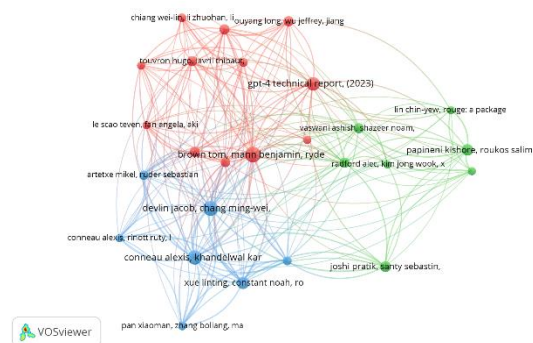 chiang wei-lin, li zhuohan, li
ouyang long, wu jeffrey, jiang
touvron hugo, lavril thibaut,
gpt-4 technical report, (2023)
lin chin-yew, rouge: a package
le scao teven, fan angela, aki
vaswani ashish, shazeer noam,
papineni kishore, roukos salim
brown tom, mann benjamin, ryde
radford alec, kim jong wook, x
artetxe mikel, ruder sebastian
devlin jacob, chang ming-wei,
conneau alexis, rinott ruty, l
conneau alexis, khandelwal kar
joshi pratik, santy sebastin,
xue linting, constant noah, ro
pan xiaoman, zhang boliang, ma
VOSviewer